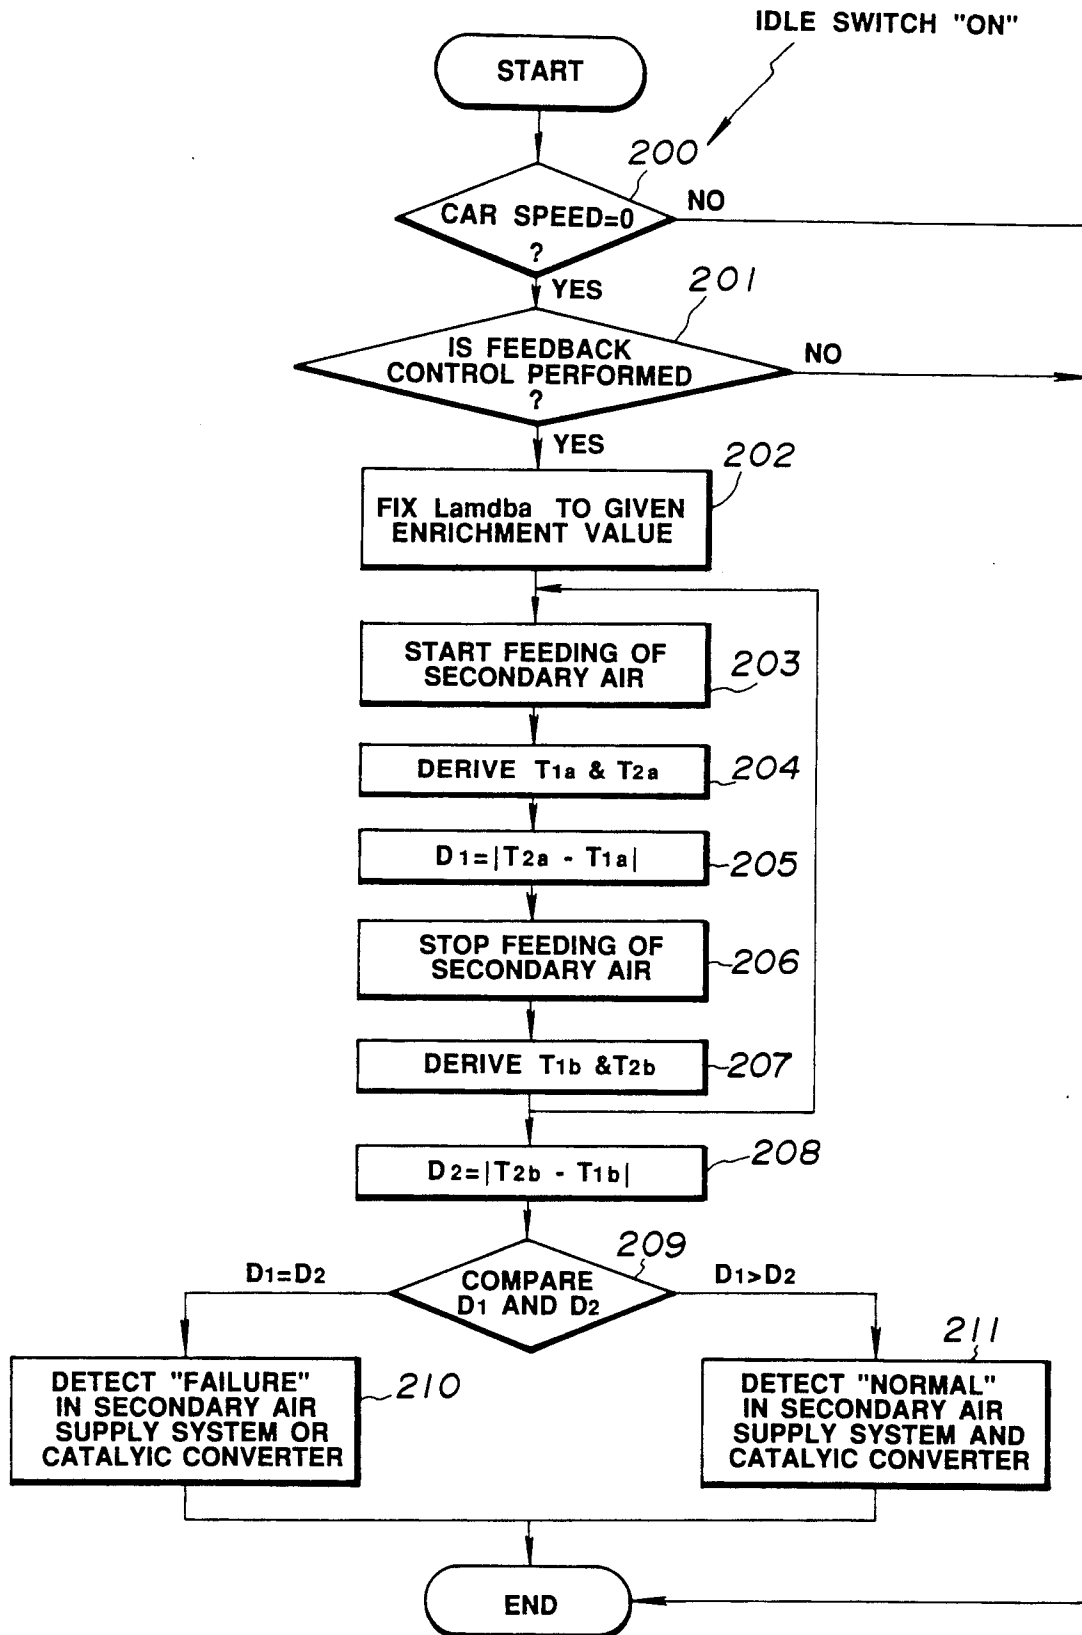 IDLE SWITCH "ON"
START
200
CAR SPEED=0
?
NO
YES
201
IS FEEDBACK
CONTROL PERFORMED
?
NO
YES
202
FIX Lamdba TO GIVEN
ENRICHMENT VALUE
START FEEDING OF
SECONDARY AIR
203
DERIVE T1a & T2a
204
D1=|T2a - T1a|
205
STOP FEEDING OF
SECONDARY AIR
206
DERIVE T1b &T2b
207
D2=|T2b - T1b|
208
209
D1=D2
COMPARE
D1 AND D2
D1>D2
DETECT "FAILURE"
IN SECONDARY AIR
SUPPLY SYSTEM OR
CATALYIC CONVERTER
210
211
DETECT "NORMAL"
IN SECONDARY AIR
SUPPLY SYSTEM AND
CATALYIC CONVERTER
END